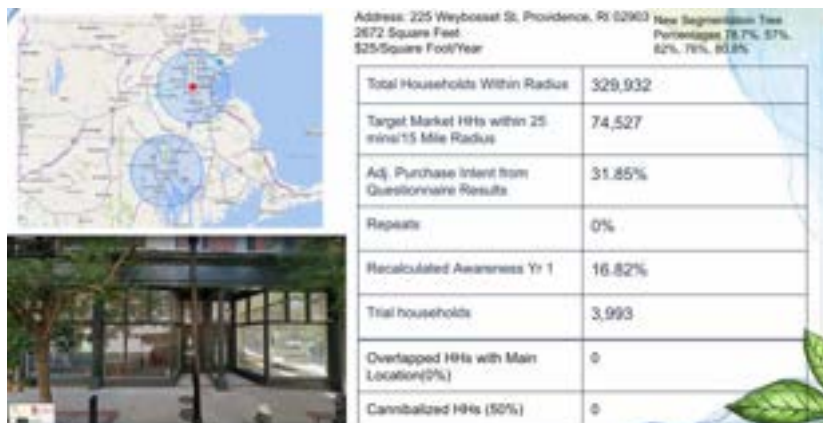 Address: 225 Weybosset St, Providence, RI 02903
2672 Square Feet
$25/Square Foot/Year
New Segmentation Tree
Percentages 78.7%, 57%,
82%, 76%,
Total Households Within Radius 329,932
Target Market HHs within 25
mins/15 Mile Radius 74,527
Adj. Purchase Intent from
Questionnaire Results 31.85%
Repeats 0%
Recalculated Awareness Yr 1 16.82%
Trial households 3,993
Overlapped HHs with Main
Location(0%) 0
Cannibalized HHs (50%) 0